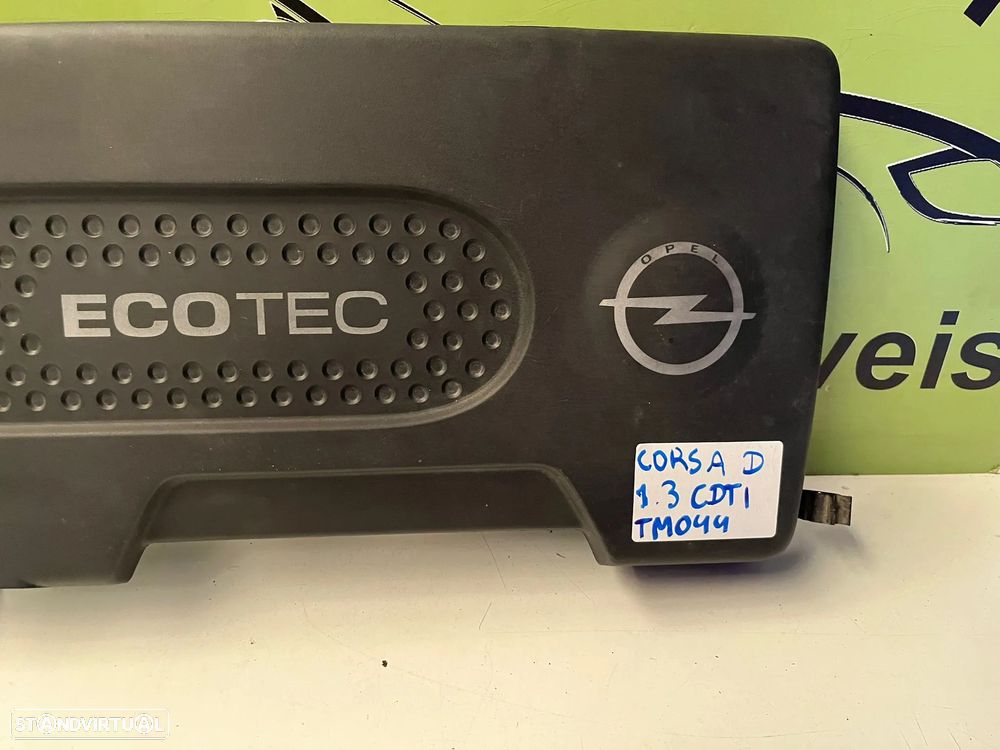 OPEL
ECOTEC
veis
CORSA D
1.3 CDTI
TM044
STANDVIRTUAL